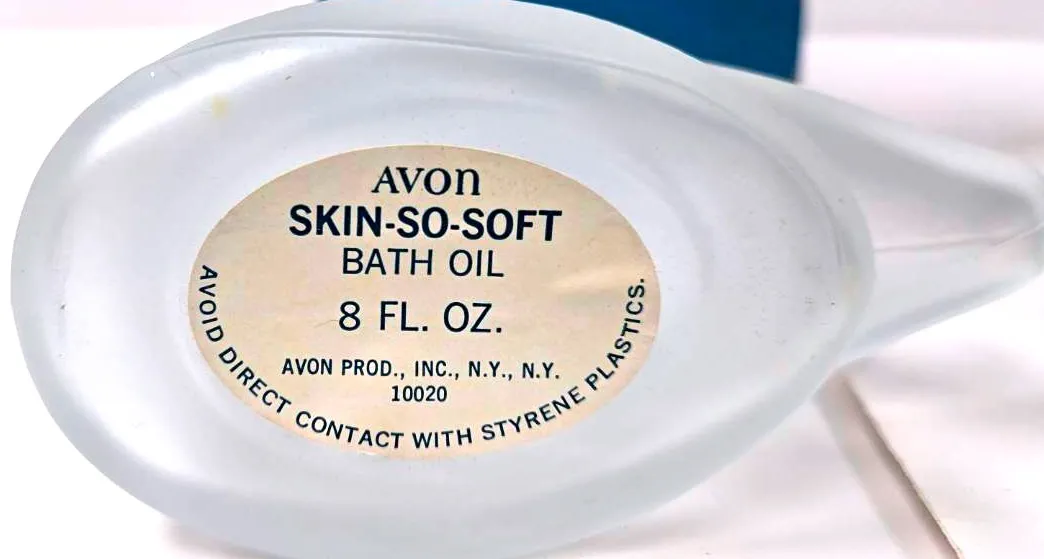 AVON
SKIN-SO-SOFT
BATH OIL
8 FL. OZ.
AVON PROD., INC., N.Y., N.Y.
10020
AVOID DIRECT CONTACT WITH STYRENE PLASTICS.